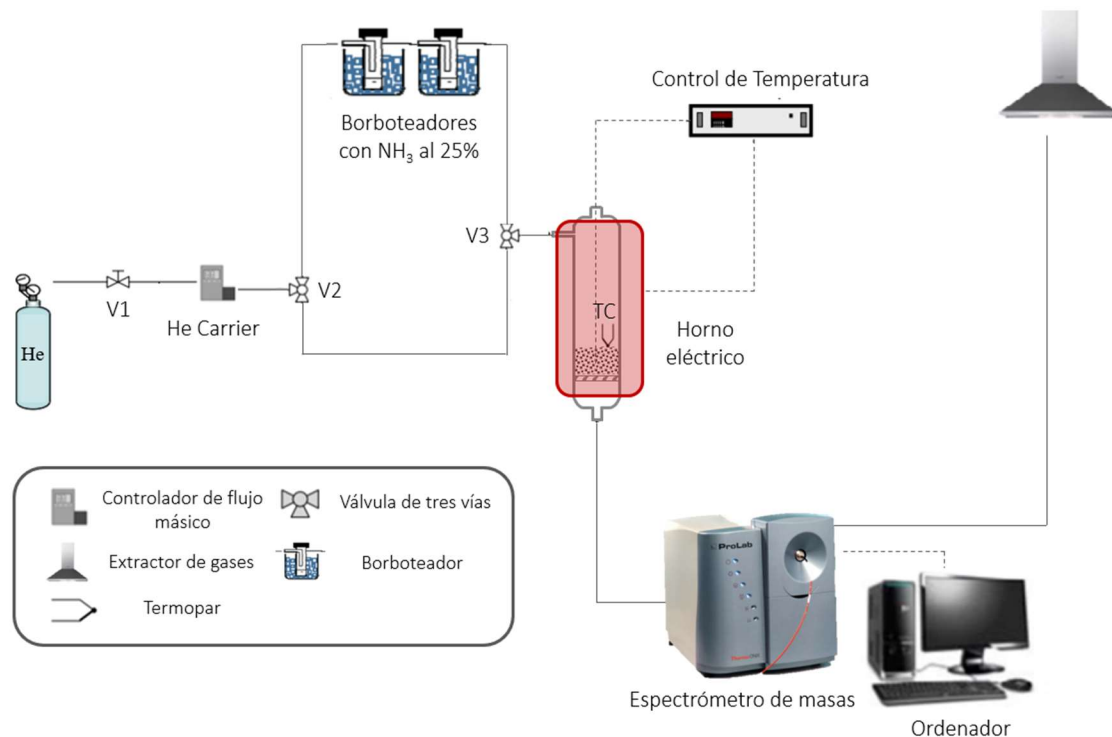 Borboteadores
con NH₃ al 25%
Control de Temperatura
V3
V2
V1
He Carrier
He
TC
Horno
eléctrico
Controlador de flujo
másico
Válvula de tres vías
Extractor de gases
Borboteador
Termopar
ProLab
Espectrómetro de masas
Ordenador